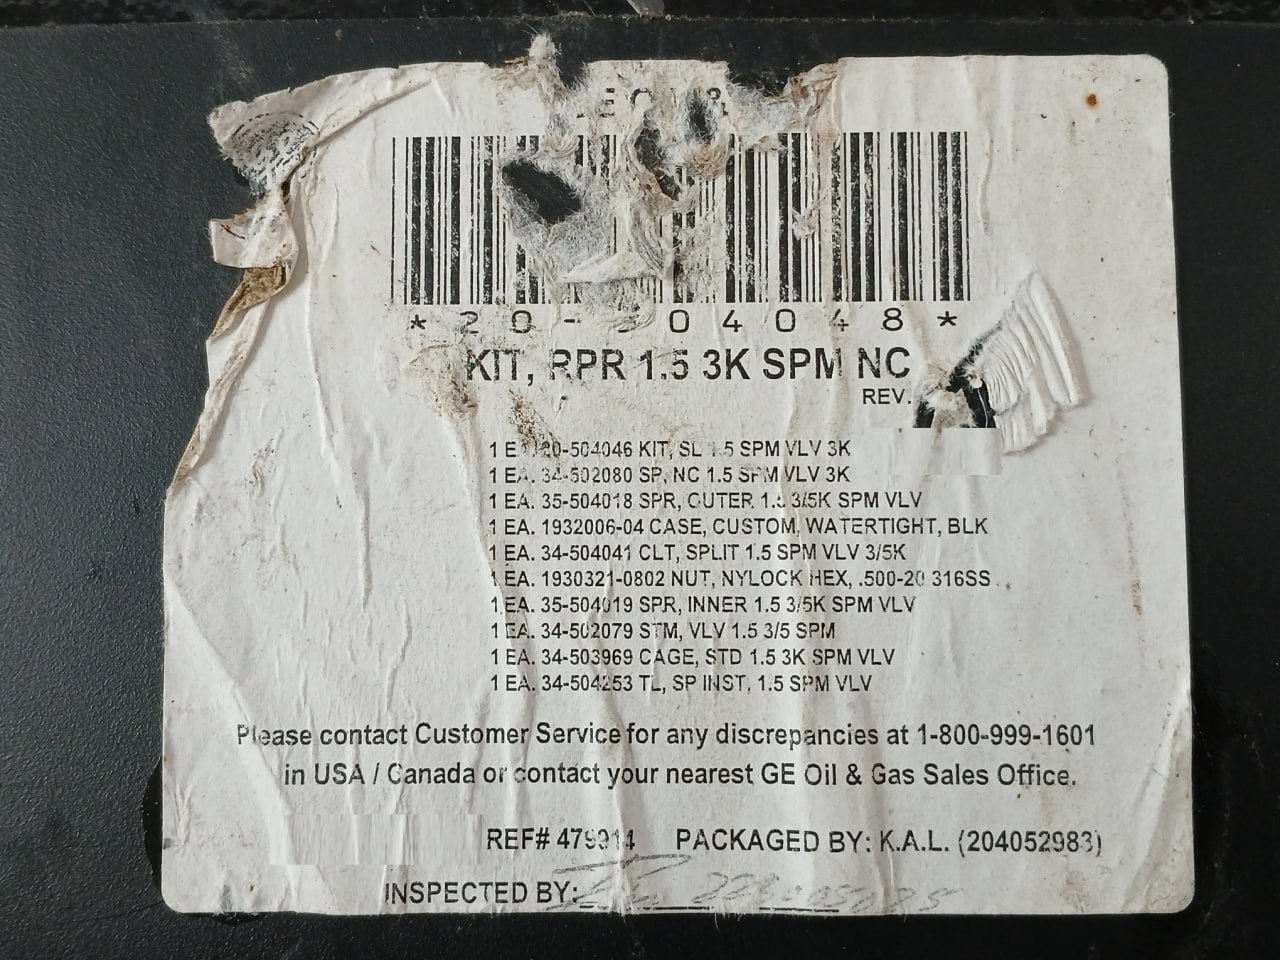 *20-504048*
KIT, RPR 1.5 3K SPM NC
REV.
1 EA. 20-504046 KIT, SL 1.5 SPM VLV 3K
1 EA. 34-502080 SP, NC 1.5 SPM VLV 3K
1 EA. 35-504018 SPR, OUTER 1.5 3/5K SPM VLV
1 EA. 1932006-04 CASE, CUSTOM, WATERTIGHT, BLK
1 EA. 34-504041 CLT, SPLIT 1.5 SPM VLV 3/5K
1 EA. 1930321-0802 NUT, NYLOCK HEX, .500-20 316SS
1 EA. 35-504019 SPR, INNER 1.5 3/5K SPM VLV
1 EA. 34-502079 STM, VLV 1.5 3/5 SPM
1 EA. 34-503969 CAGE, STD 1.5 3K SPM VLV
1 EA. 34-504253 TL, SP INST, 1.5 SPM VLV
Please contact Customer Service for any discrepancies at 1-800-999-1601
in USA / Canada or contact your nearest GE Oil & Gas Sales Office.
REF# 479914 PACKAGED BY: K.A.L. (204052983)
INSPECTED BY: